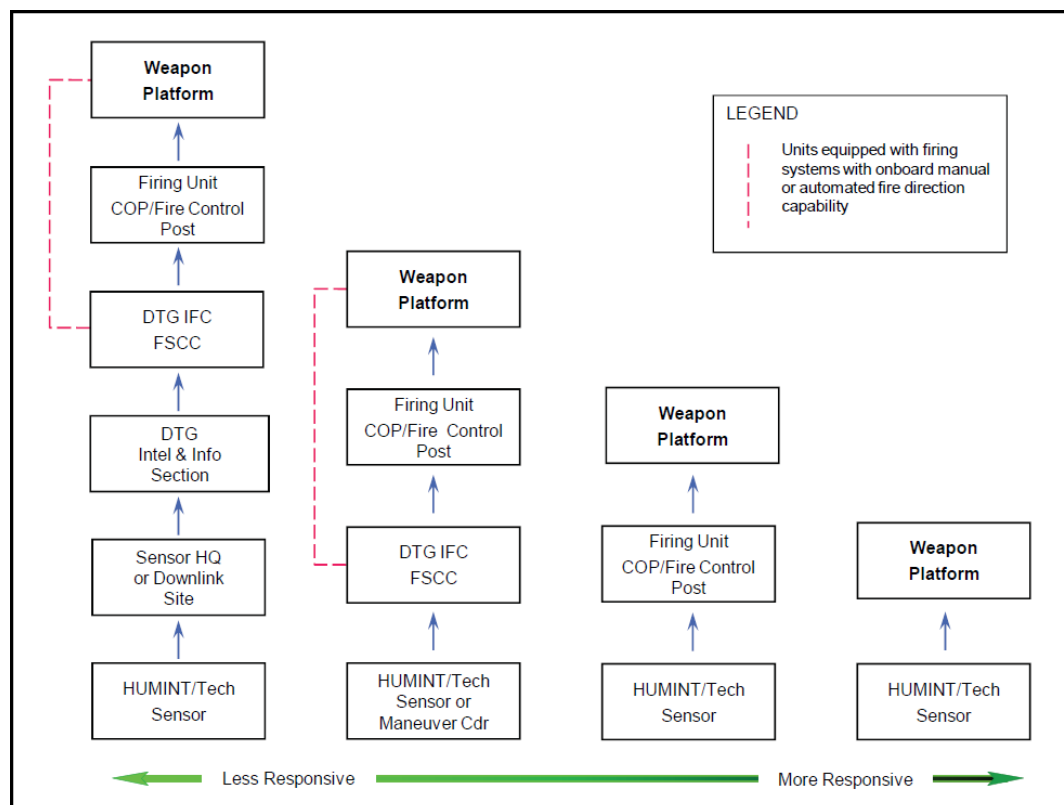 Weapon
Platform
Firing Unit
COP/Fire Control
Post
DTG IFC
FSCC
DTG
Intel & Info
Section
Sensor HQ
or Downlink
Site
HUMINT/Tech
Sensor
Weapon
Platform
Firing Unit
COP/Fire Control
Post
DTG IFC
FSCC
HUMINT/Tech
Sensor or
Maneuver Cdr
Weapon
Platform
Firing Unit
COP/Fire Control
Post
HUMINT/Tech
Sensor
Weapon
Platform
HUMINT/Tech
Sensor
LEGEND
Units equipped with firing
systems with onboard manual
or automated fire direction
capability
Less Responsive
More Responsive